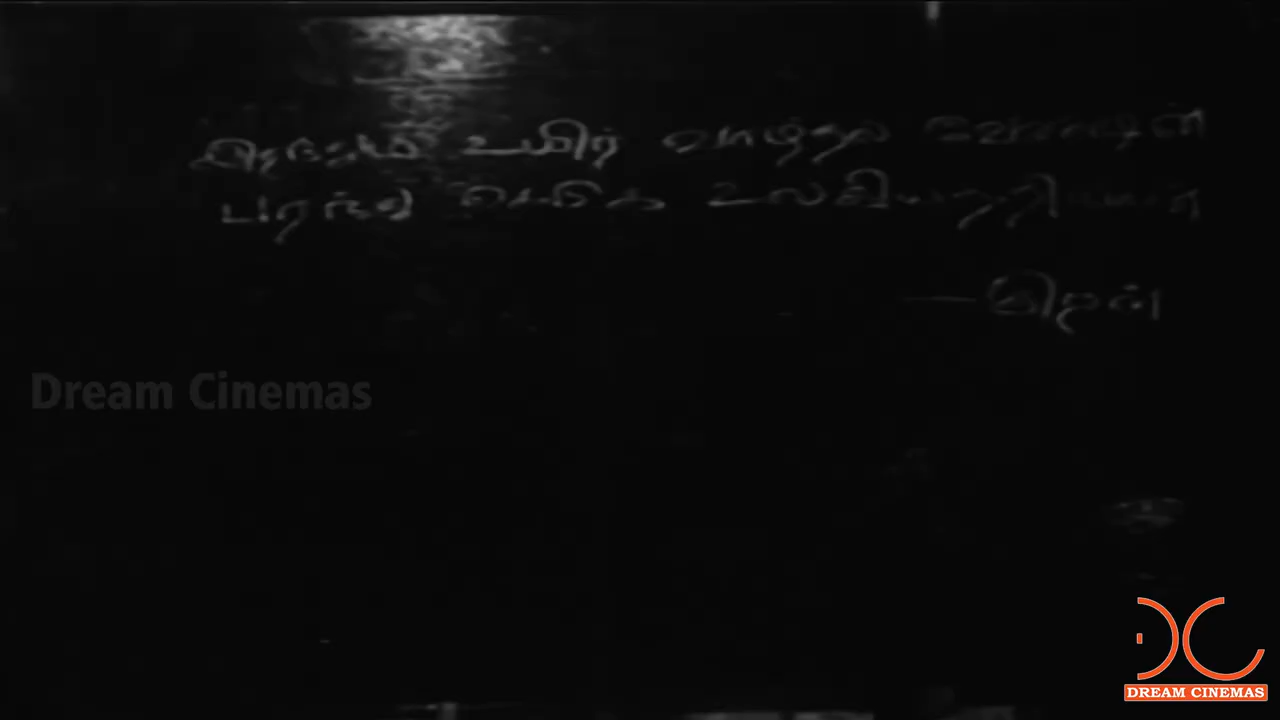 இரந்தும் உயிர் வாழ்தல் வேண்டின்
பரந்து கெடுக உலகியற்றியான்
— குறள்
Dream Cinemas
DREAM CINEMAS